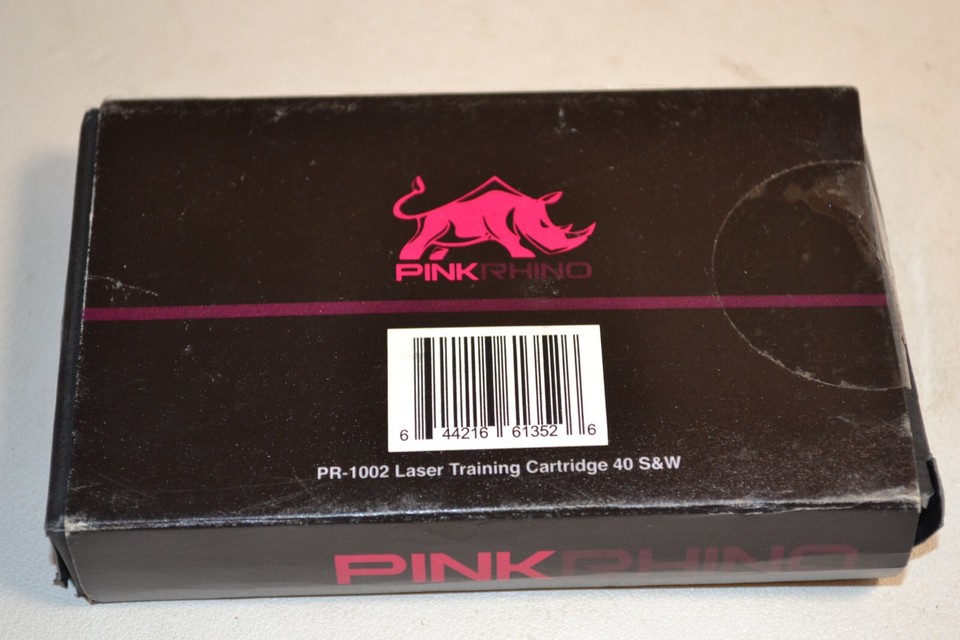 PINKRHINO
6 44216 61352 6
PR-1002 Laser Training Cartridge 40 S&W
PINKRHINO